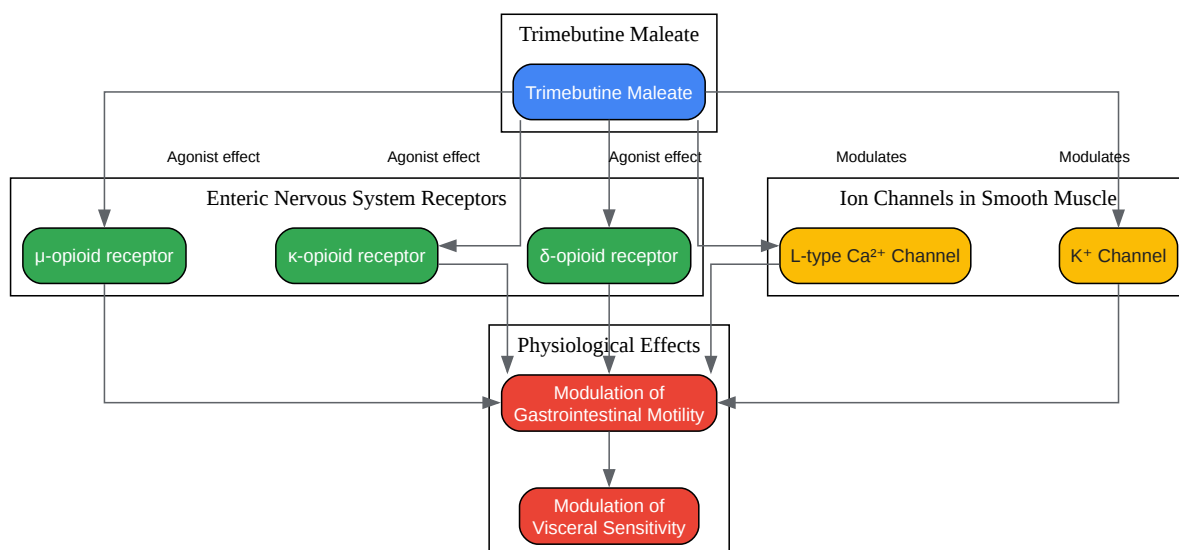 Trimebutine Maleate
Trimebutine Maleate
Agonist effect
Agonist effect
Agonist effect
Modulates
Modulates
Enteric Nervous System Receptors
Ion Channels in Smooth Muscle
μ-opioid receptor
κ-opioid receptor
δ-opioid receptor
L-type Ca²⁺ Channel
K⁺ Channel
Physiological Effects
Modulation of
Gastrointestinal Motility
Modulation of
Visceral Sensitivity